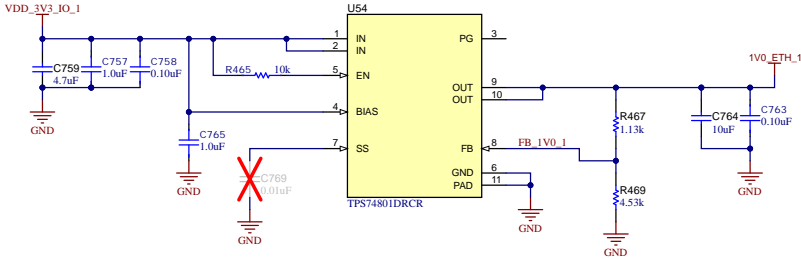 VDD_3V3_IO_1
U54
1 IN PG 3
2 IN
1V0_ETH_1
C759
4.7uF
C757
1.0uF
C758
0.10uF
R465 10k
5 EN
OUT 9
OUT 10
4 BIAS
R467
1.13k
C764
10uF
C763
0.10uF
GND
C765
1.0uF
7 SS
FB 8
FB_1V0_1
GND
GND
C769
0.01uF
GND 6
PAD 11
R469
4.53k
TPS74801DRCR
GND
GND
GND
GND